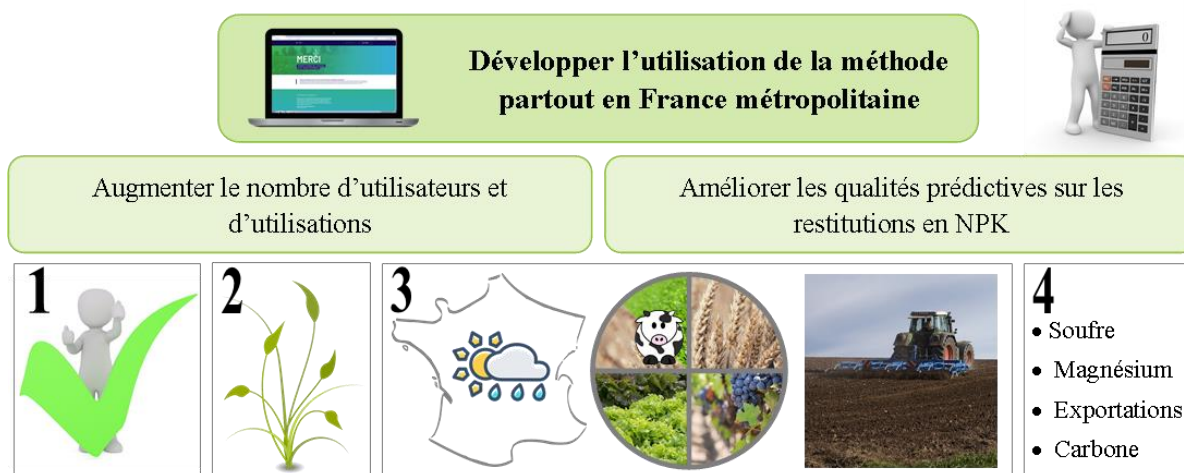 MERCI
Développer l’utilisation de la méthode
partout en France métropolitaine
0
Augmenter le nombre d’utilisateurs et
d’utilisations
Améliorer les qualités prédictives sur les
restitutions en NPK
1
2
3
4
• Soufre
• Magnésium
• Exportations
• Carbone